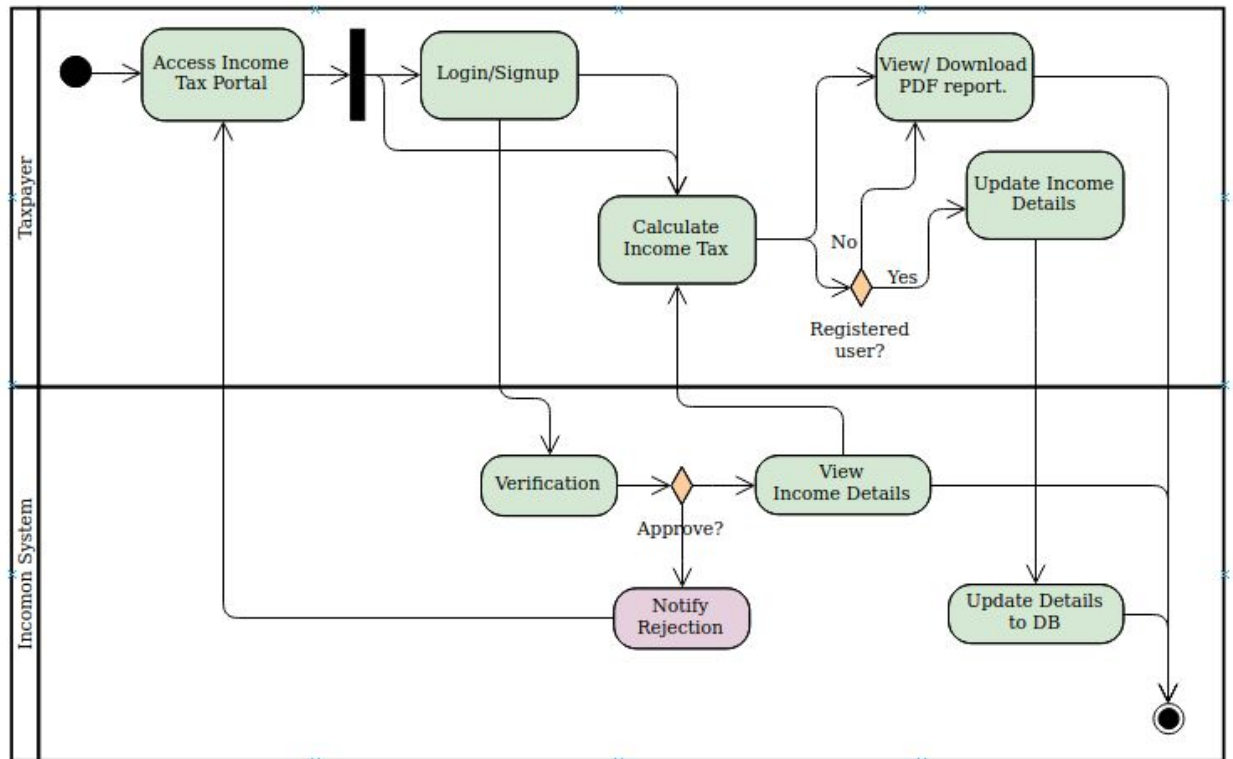 Taxpayer
Access Income
Tax Portal
Login/Signup
View/ Download
PDF report.
Update Income
Details
Calculate
Income Tax
No
Yes
Registered
user?
Incomon System
Verification
Approve?
View
Income Details
Notify
Rejection
Update Details
to DB